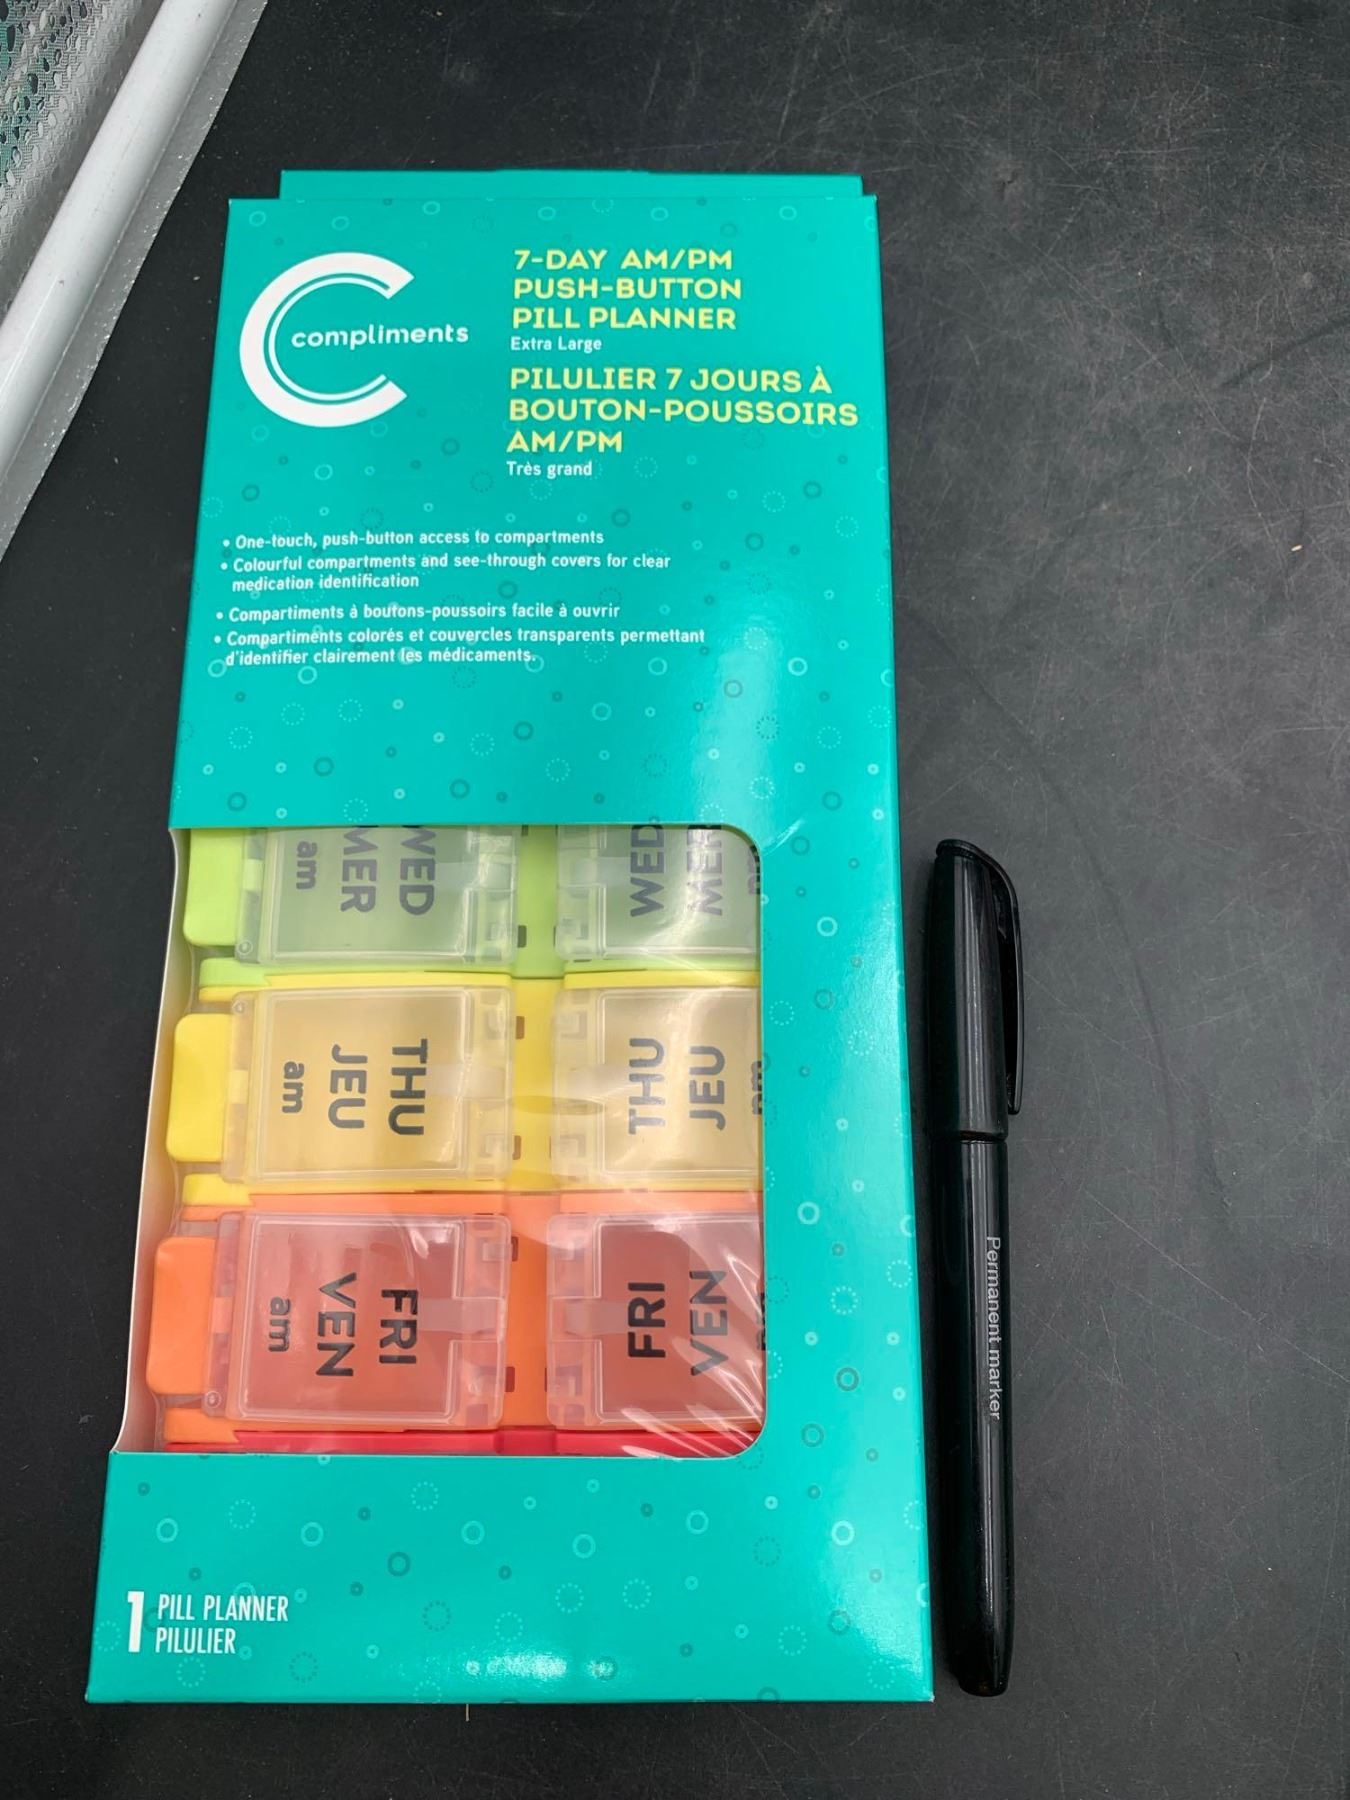 compliments
7-DAY AM/PM
PUSH-BUTTON
PILL PLANNER
Extra Large
PILULIER 7 JOURS À
BOUTON-POUSSOIRS
AM/PM
Très grand
• One-touch, push-button access to compartments
• Colourful compartments and see-through covers for clear
medication identification
• Compartiments à boutons-poussoirs facile à ouvrir
• Compartiments colorés et couvercles transparents permettant
d'identifier clairement les médicaments.
WED
MER
am
WED
MER
THU
JEU
am
THU
JEU
FRI
VEN
am
FRI
VEN
1 PILL PLANNER
PILULIER
Permanent marker